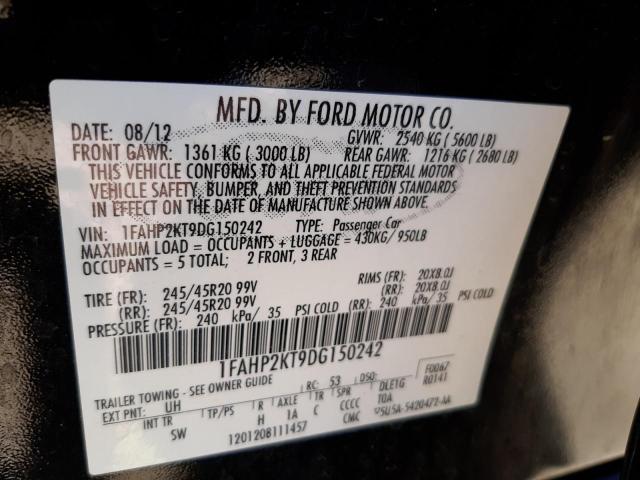 MFD. BY FORD MOTOR CO.
DATE: 08/12 GVWR: 2540 KG ( 5600 LB)
FRONT GAWR: 1361 KG ( 3000 LB) REAR GAWR: 1216 KG ( 2680 LB)
THIS VEHICLE CONFORMS TO ALL APPLICABLE FEDERAL MOTOR
VEHICLE SAFETY, BUMPER, AND THEFT PREVENTION STANDARDS
IN EFFECT ON THE DATE OF MANUFACTURE SHOWN ABOVE.
VIN: 1FAHP2KT9DG150242 TYPE: Passenger Car
MAXIMUM LOAD = OCCUPANTS + LUGGAGE = 430KG/ 950LB
OCCUPANTS = 5 TOTAL; 2 FRONT, 3 REAR
TIRE (FR): 245/45R20 99V RIMS (FR): 20X8.0J
(RR): 245/45R20 99V (RR): 20X8.0J
PRESSURE (FR): 240 kPa/ 35 PSI COLD (RR): 240 kPa/ 35 PSI COLD
1FAHP2KT9DG150242
F0067
R0141
TRAILER TOWING - SEE OWNER GUIDE RC: 53 DSO:
EXT PNT: UH
INT TR TP/PS R AXLE TR SPR DLETG
SW H 1A C CCCC TOA
1201208111457 CMC 5U5A-5420472-AA